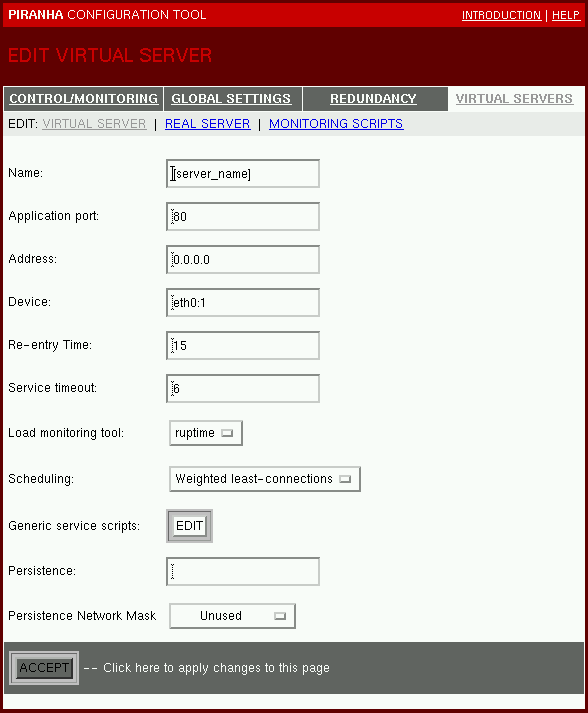 PIRANHA CONFIGURATION TOOL INTRODUCTION | HELP
EDIT VIRTUAL SERVER
CONTROL/MONITORING GLOBAL SETTINGS REDUNDANCY VIRTUAL SERVERS
EDIT: VIRTUAL SERVER | REAL SERVER | MONITORING SCRIPTS
Name: [server_name]
Application port: 80
Address: 0.0.0.0
Device: eth0:1
Re-entry Time: 15
Service timeout: 6
Load monitoring tool: ruptime
Scheduling: Weighted least-connections
Generic service scripts: EDIT
Persistence:
Persistence Network Mask Unused
ACCEPT -- Click here to apply changes to this page